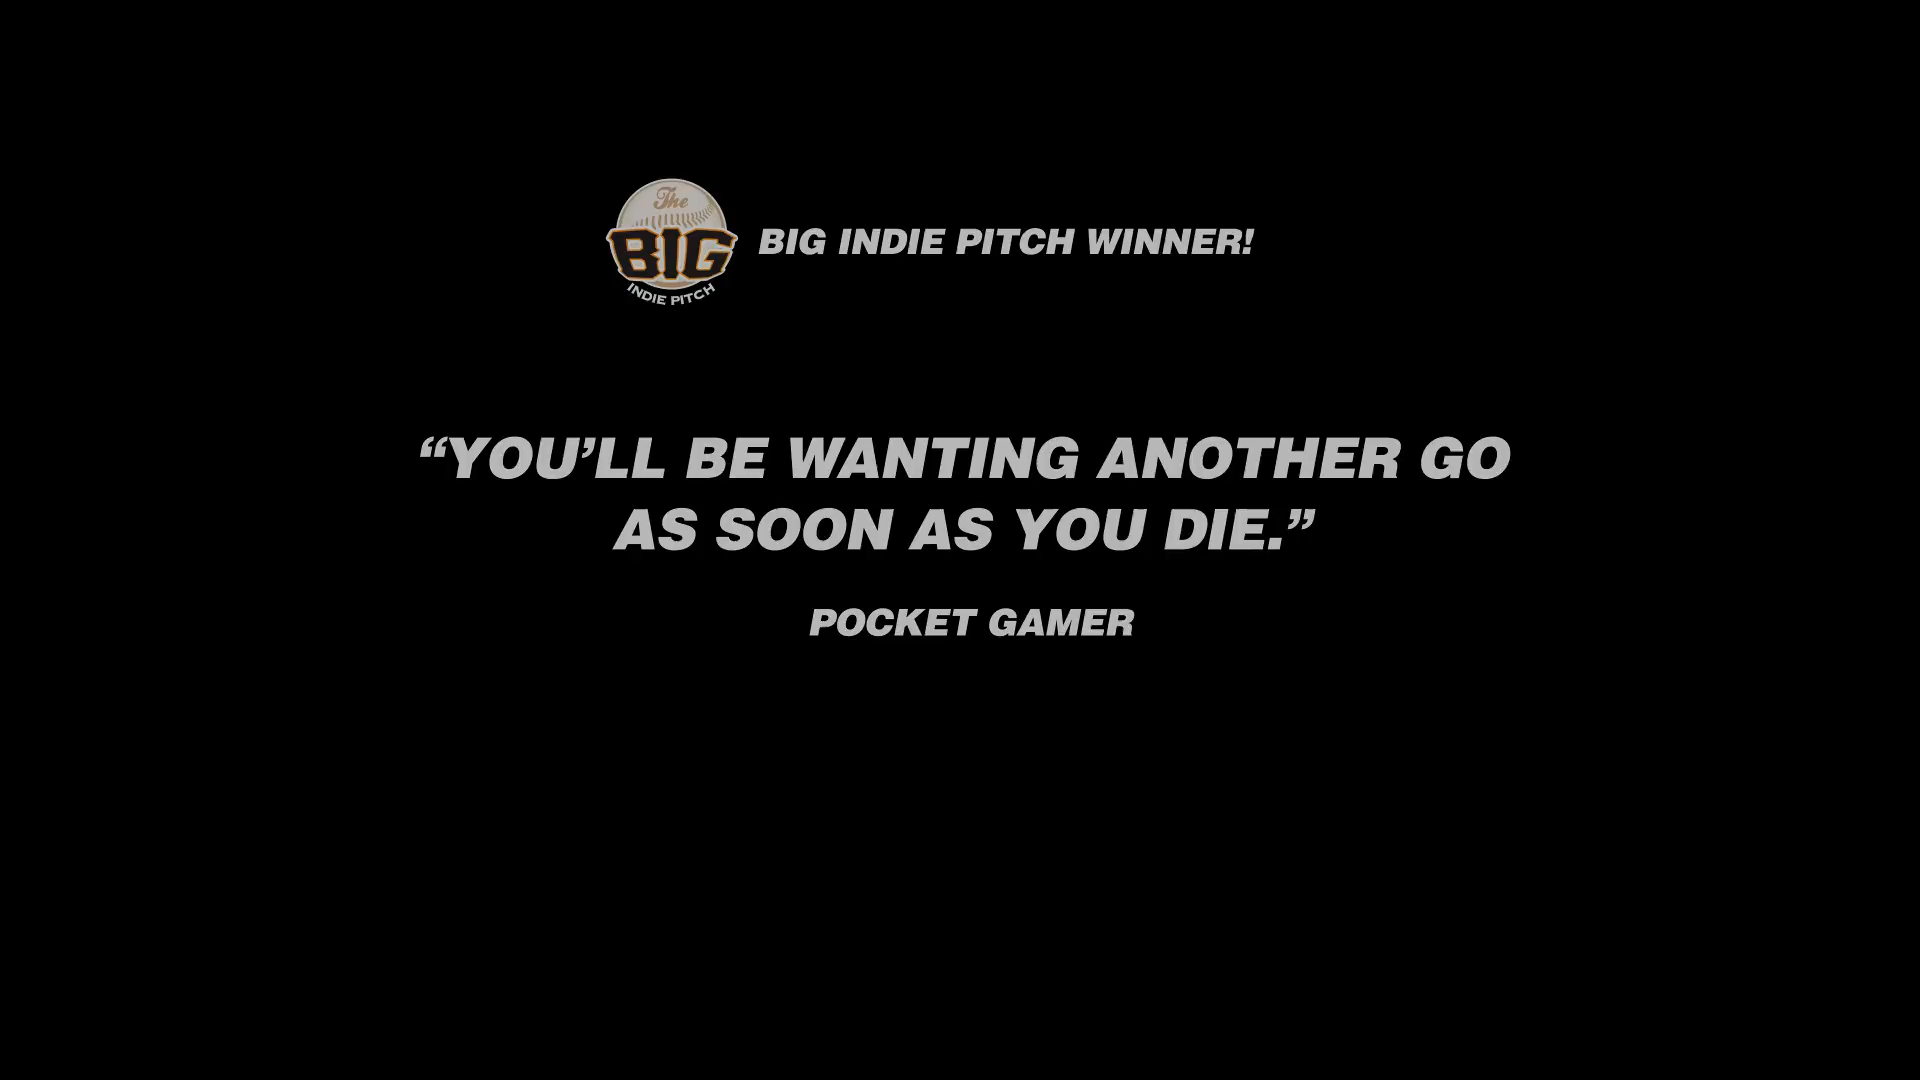 The
BIG
INDIE PITCH
BIG INDIE PITCH WINNER!
“YOU’LL BE WANTING ANOTHER GO
AS SOON AS YOU DIE.”
POCKET GAMER